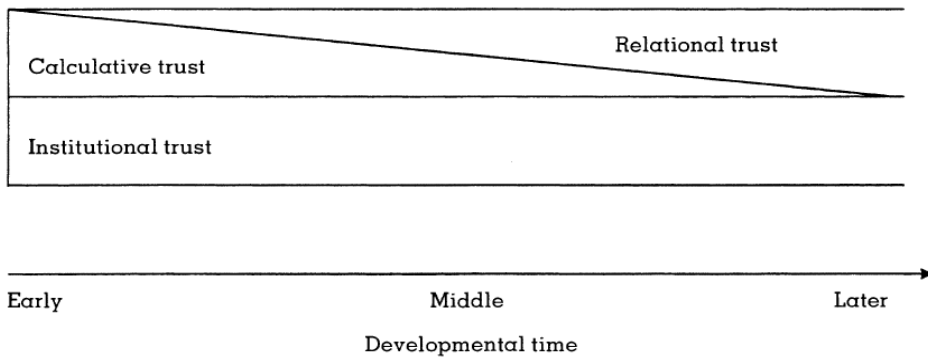 Relational trust
Calculative trust
Institutional trust
Early Middle Later
Developmental time